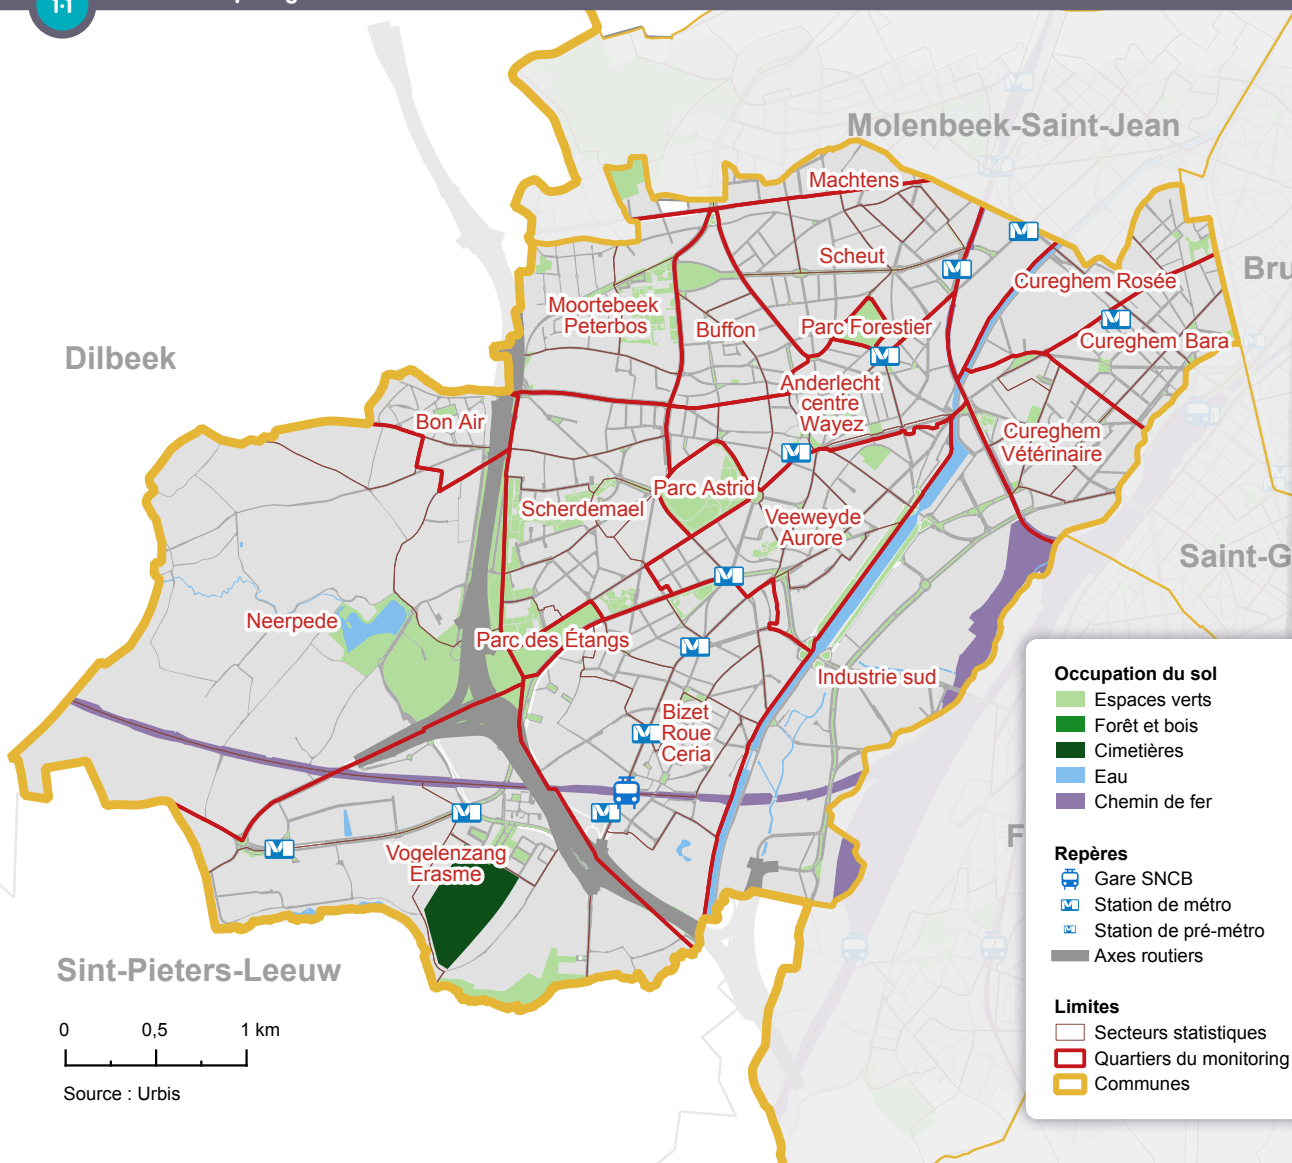 1·1
Molenbeek-Saint-Jean
Machtens
Scheut
Bru
Cureghem Rosée
Moortebeek
Peterbos
Buffon
Parc Forestier
Cureghem Bara
Dilbeek
Anderlecht
centre
Wayez
Bon Air
Cureghem
Vétérinaire
Parc Astrid
Scherdemael
Veeweyde
Aurore
Saint-G
Neerpede
Parc des Étangs
Industrie sud
Bizet
Roue
Ceria
F
Vogelenzang
Erasme
Sint-Pieters-Leeuw
0 0,5 1 km
Source : Urbis
Occupation du sol
Espaces verts
Forêt et bois
Cimetières
Eau
Chemin de fer
Repères
Gare SNCB
Station de métro
Station de pré-métro
Axes routiers
Limites
Secteurs statistiques
Quartiers du monitoring
Communes